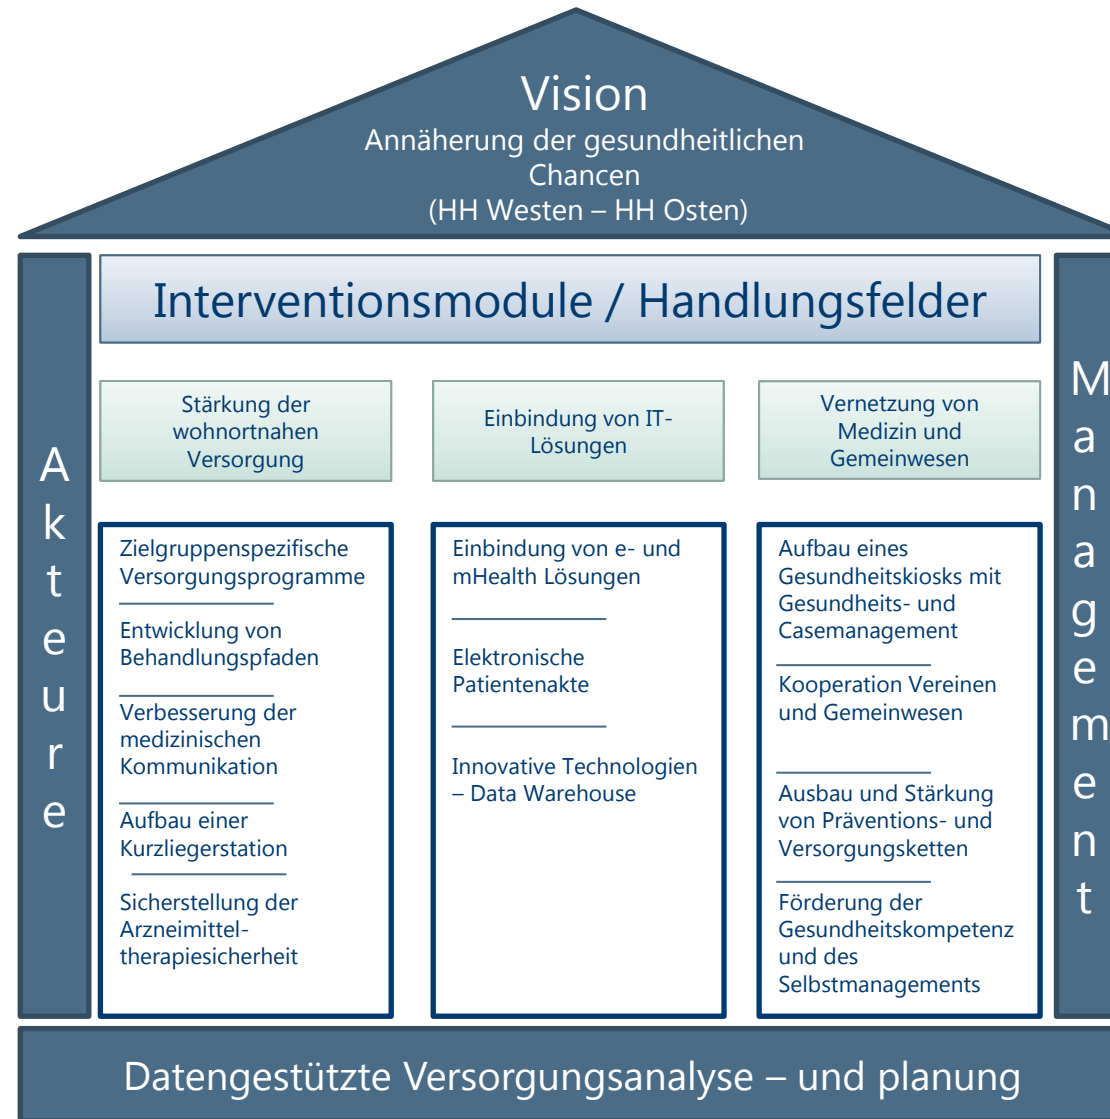 Vision
Annäherung der gesundheitlichen
Chancen
(HH Westen – HH Osten)
Interventionsmodule / Handlungsfelder
Akteure
Stärkung der
wohnortnahen
Versorgung
Zielgruppenspezifische
Versorgungsprogramme
Entwicklung von
Behandlungspfaden
Verbesserung der
medizinischen
Kommunikation
Aufbau einer
Kurzliegerstation
Sicherstellung der
Arzneimittel-
therapiesicherheit
Einbindung von IT-
Lösungen
Einbindung von e- und
mHealth Lösungen
Elektronische
Patientenakte
Innovative Technologien
– Data Warehouse
Vernetzung von
Medizin und
Gemeinwesen
Aufbau eines
Gesundheitskiosks mit
Gesundheits- und
Casemanagement
Kooperation Vereinen
und Gemeinwesen
Ausbau und Stärkung
von Präventions- und
Versorgungsketten
Förderung der
Gesundheitskompetenz
und des
Selbstmanagements
Management
Datengestützte Versorgungsanalyse – und planung